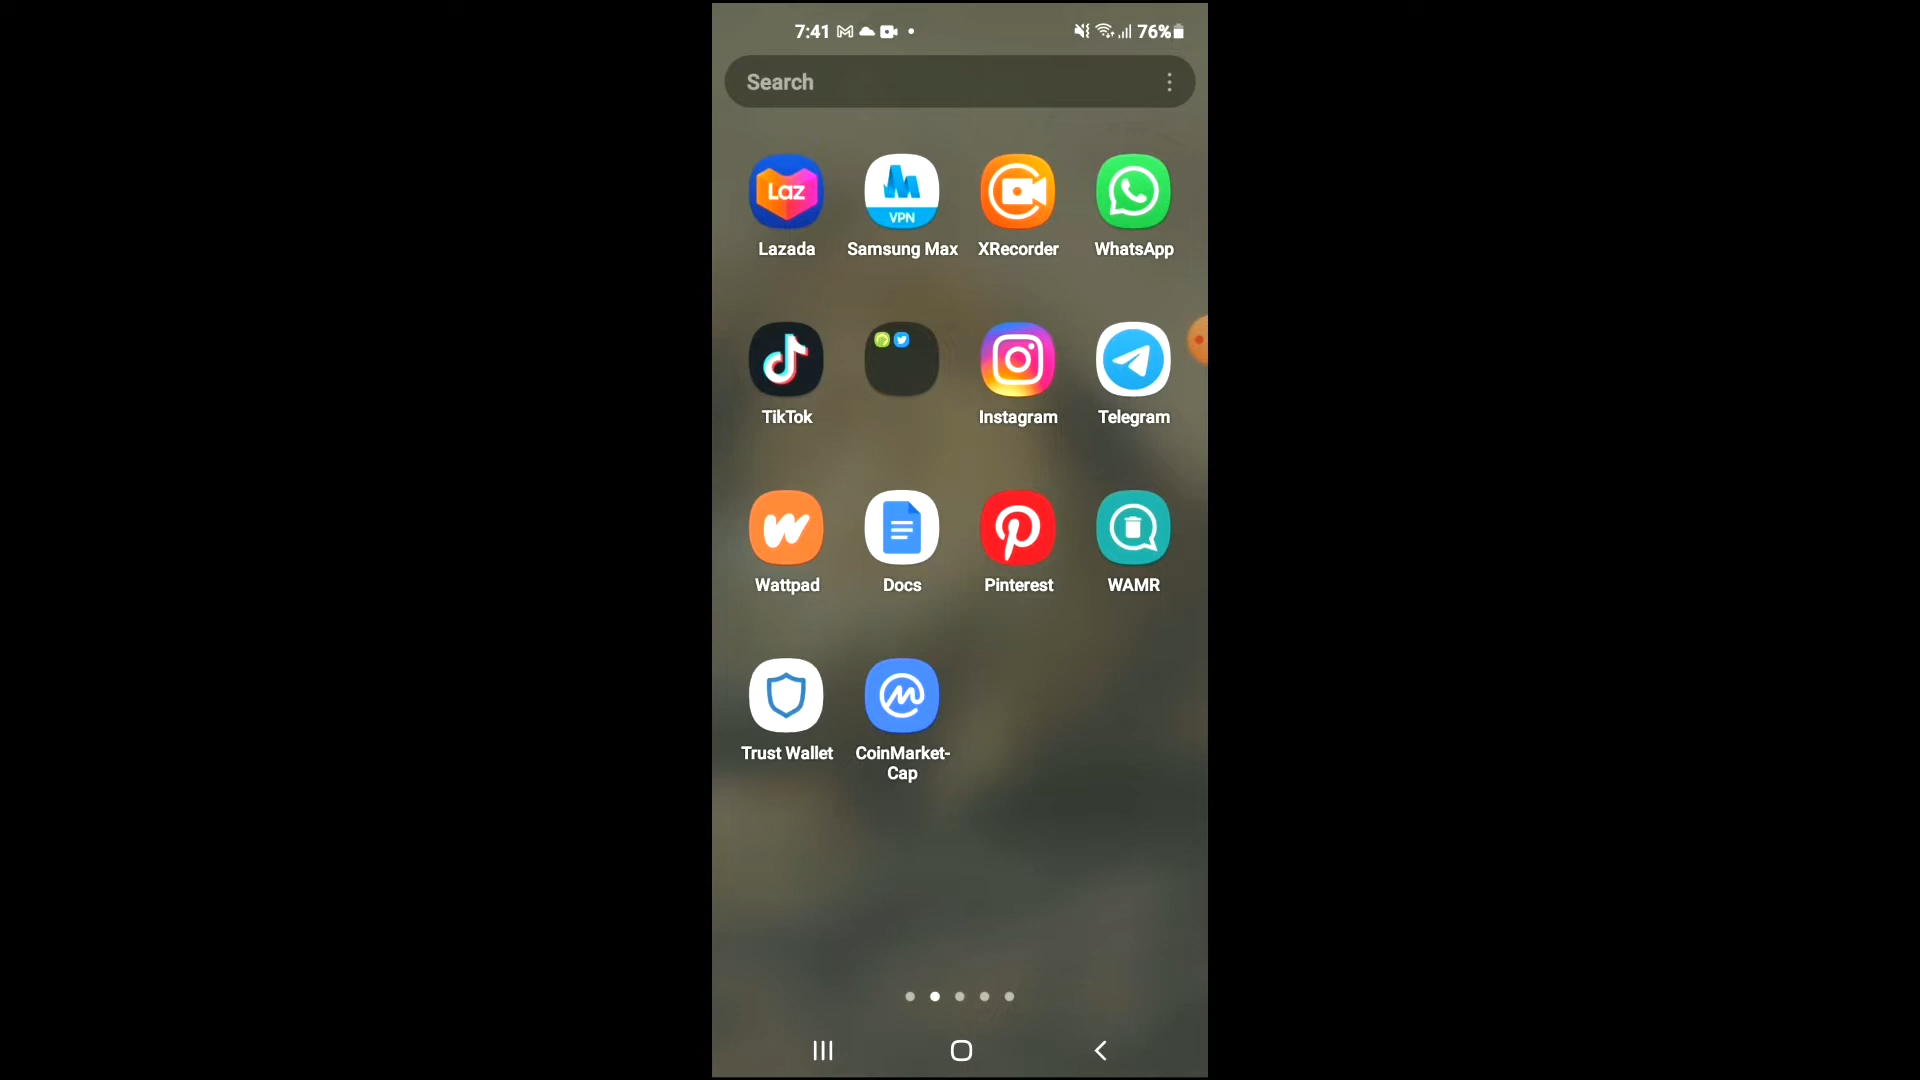 7:41
76%
Search
Laz
VPN
Lazada
Samsung Max
XRecorder
WhatsApp
TikTok
Instagram
Telegram
Wattpad
Docs
Pinterest
WAMR
Trust Wallet
CoinMarket-
Cap